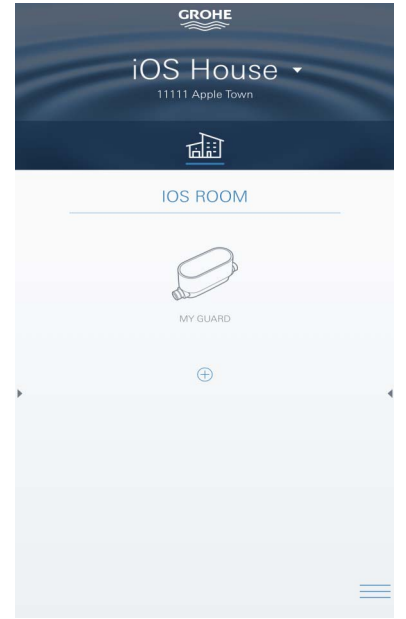 GROHE
iOS House
11111 Apple Town
IOS ROOM
MY GUARD